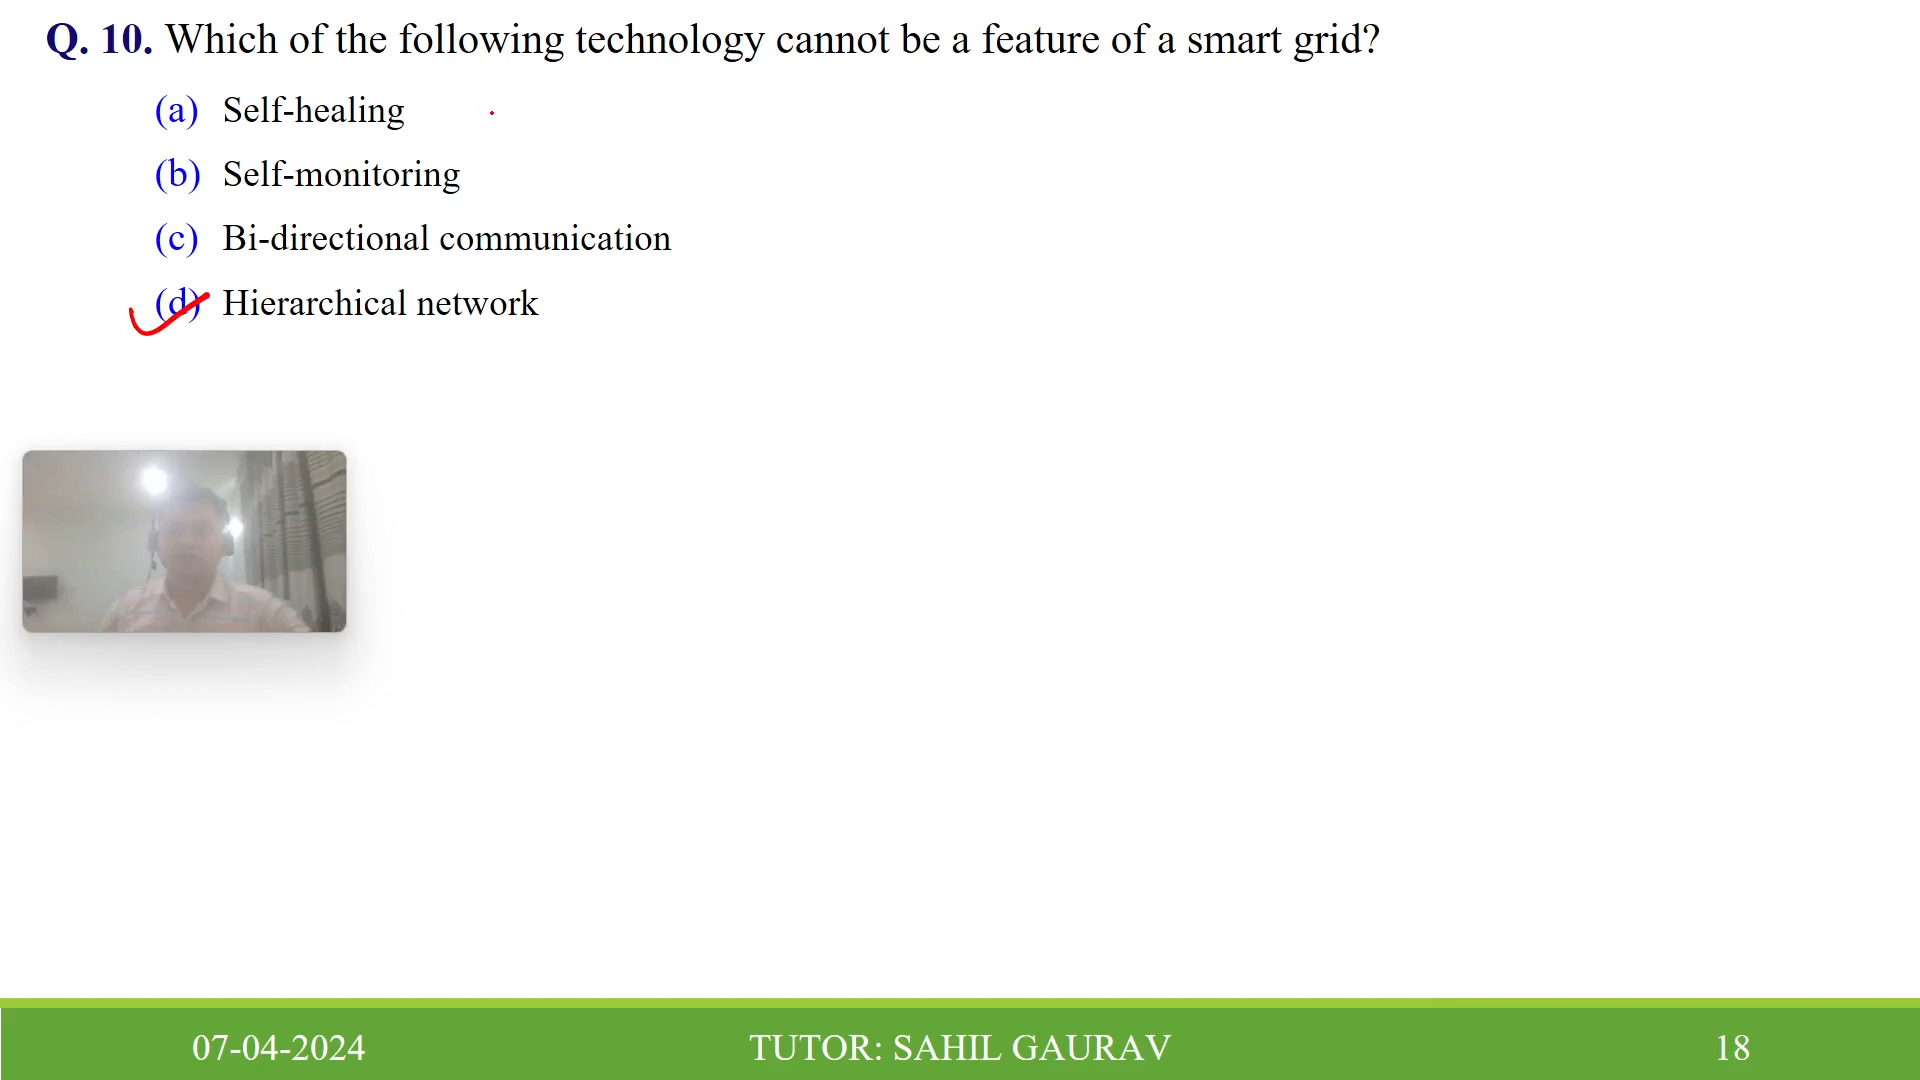 Q. 10. Which of the following technology cannot be a feature of a smart grid?
(a) Self-healing
(b) Self-monitoring
(c) Bi-directional communication
(d) Hierarchical network
07-04-2024 TUTOR: SAHIL GAURAV 18